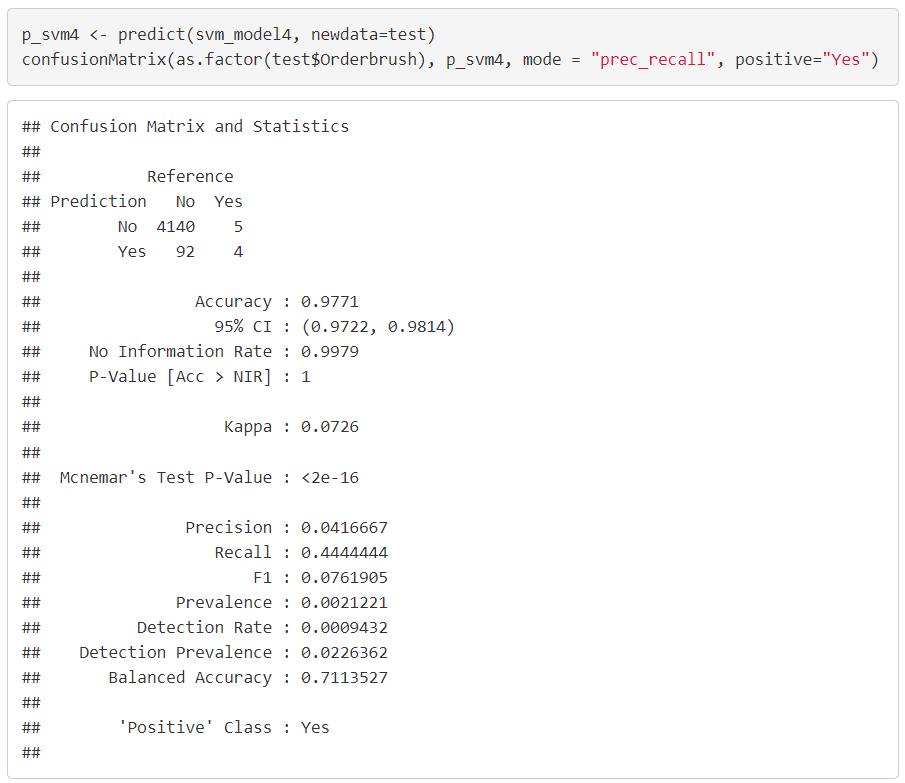 p_svm4 <- predict(svm_model4, newdata=test)
confusionMatrix(as.factor(test$Orderbrush), p_svm4, mode = "prec_recall", positive="Yes")
## Confusion Matrix and Statistics
##
##           Reference
## Prediction   No  Yes
##        No  4140    5
##        Yes   92    4
##
##                Accuracy : 0.9771
##                  95% CI : (0.9722, 0.9814)
##     No Information Rate : 0.9979
##     P-Value [Acc > NIR] : 1
##
##                   Kappa : 0.0726
##
##  Mcnemar's Test P-Value : <2e-16
##
##               Precision : 0.0416667
##                  Recall : 0.4444444
##                      F1 : 0.0761905
##              Prevalence : 0.0021221
##          Detection Rate : 0.0009432
##    Detection Prevalence : 0.0226362
##       Balanced Accuracy : 0.7113527
##
##        'Positive' Class : Yes
##